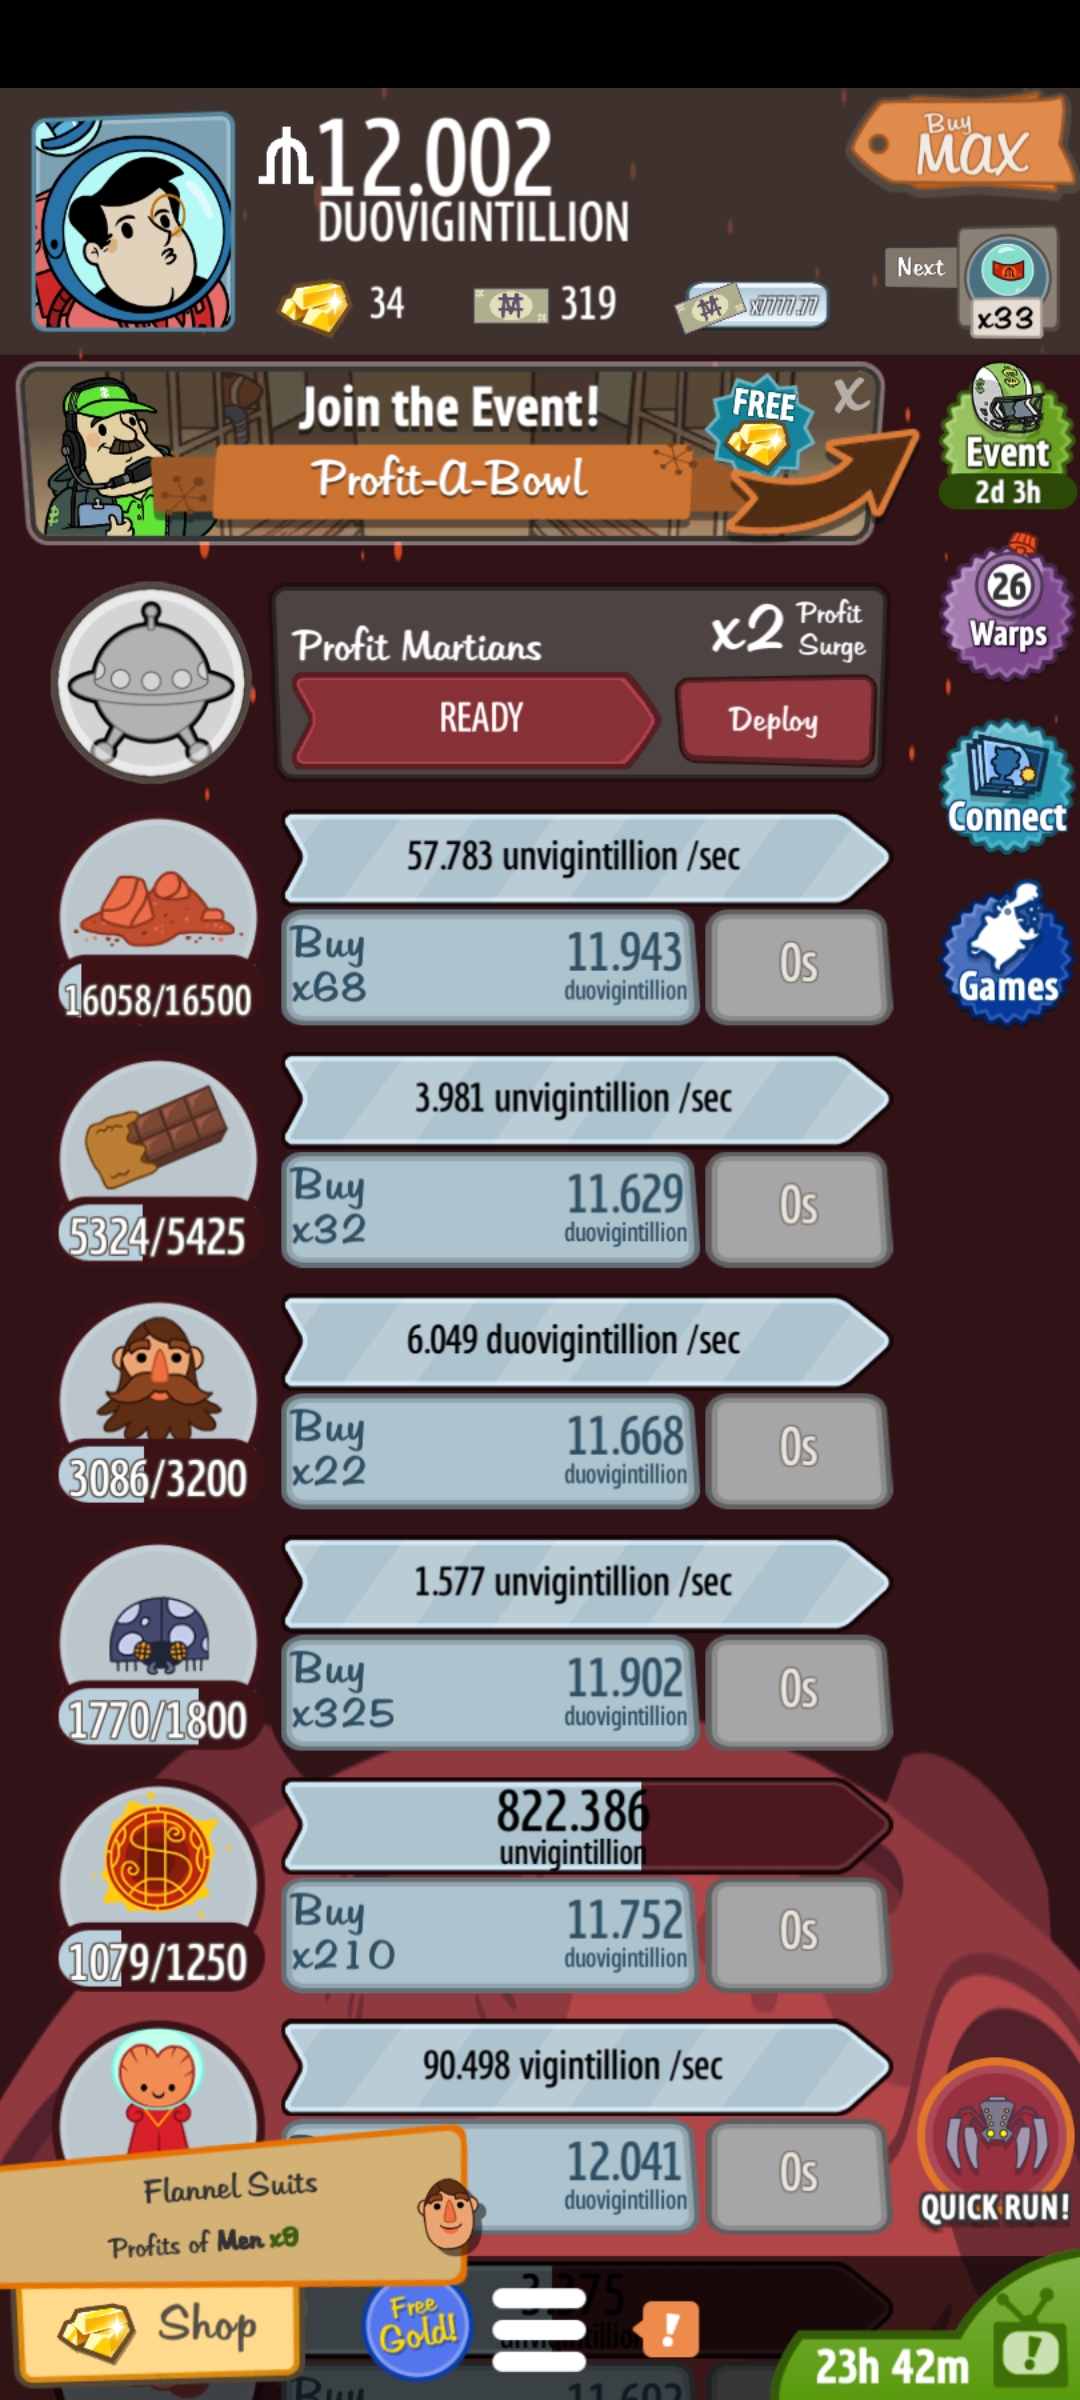 12.002
DUOVIGINTILLION
Buy
MAX
34
319
x7777.77
Next
x33
Join the Event!
FREE
X
Profit-A-Bowl
Event
2d 3h
Profit Martians
x2 Profit Surge
READY
Deploy
26
Warps
Connect
Games
57.783 unvigintillion /sec
Buy
x68
11.943
duovigintillion
0s
16058/16500
3.981 unvigintillion /sec
Buy
x32
11.629
duovigintillion
0s
5324/5425
6.049 duovigintillion /sec
Buy
x22
11.668
duovigintillion
0s
3086/3200
1.577 unvigintillion /sec
Buy
x325
11.902
duovigintillion
0s
1770/1800
822.386
unvigintillion
Buy
x210
11.752
duovigintillion
0s
1079/1250
90.498 vigintillion /sec
12.041
duovigintillion
0s
QUICK RUN!
Flannel Suits
Profits of Men x9
Shop
Free
Gold!
!
23h 42m
!
Buy